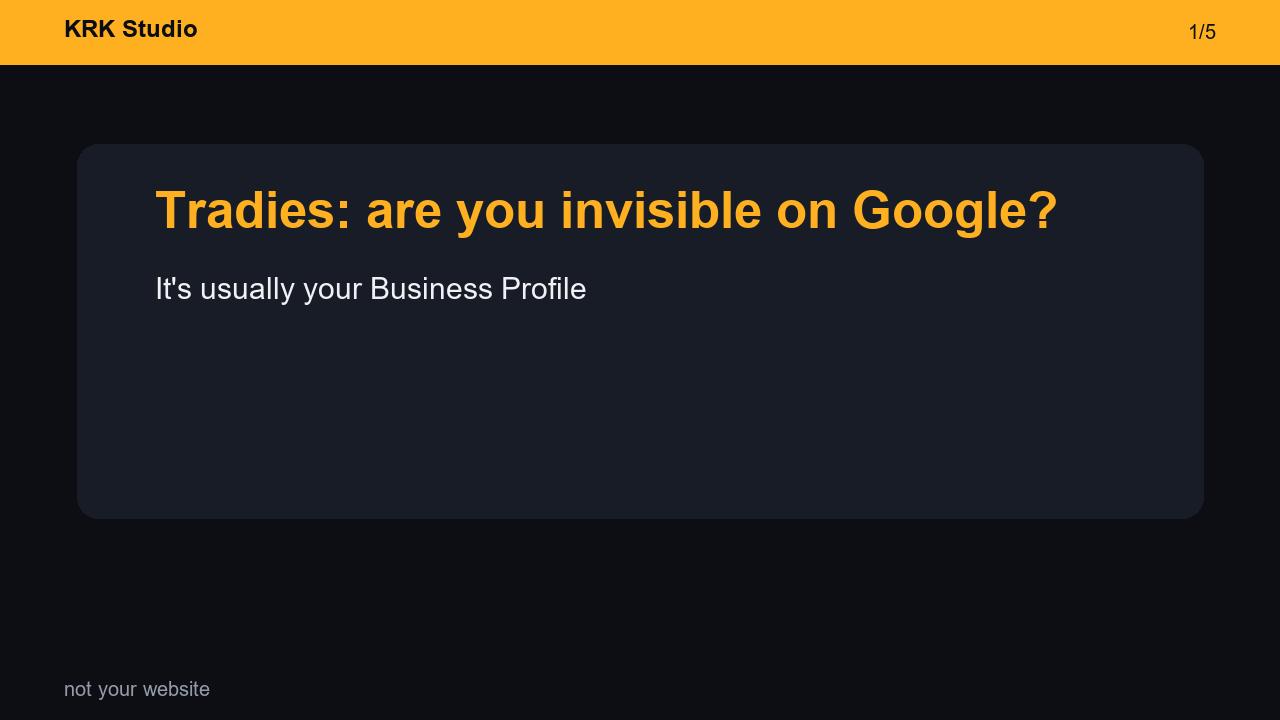 KRK Studio
1/5
Tradies: are you invisible on Google?
It's usually your Business Profile
not your website